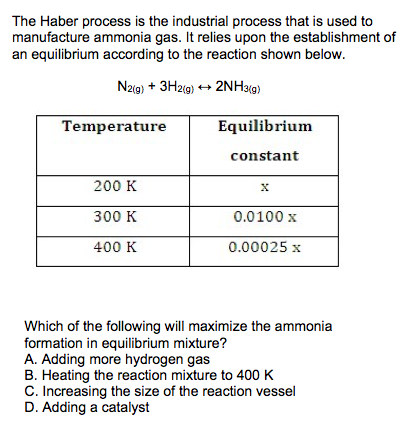 The Haber process is the industrial process that is used to
manufacture ammonia gas. It relies upon the establishment of
an equilibrium according to the reaction shown below.
N2(g) + 3H2(g) ↔ 2NH3(g)
Temperature Equilibrium
constant
200 K x
300 K 0.0100 x
400 K 0.00025 x
Which of the following will maximize the ammonia
formation in equilibrium mixture?
A. Adding more hydrogen gas
B. Heating the reaction mixture to 400 K
C. Increasing the size of the reaction vessel
D. Adding a catalyst